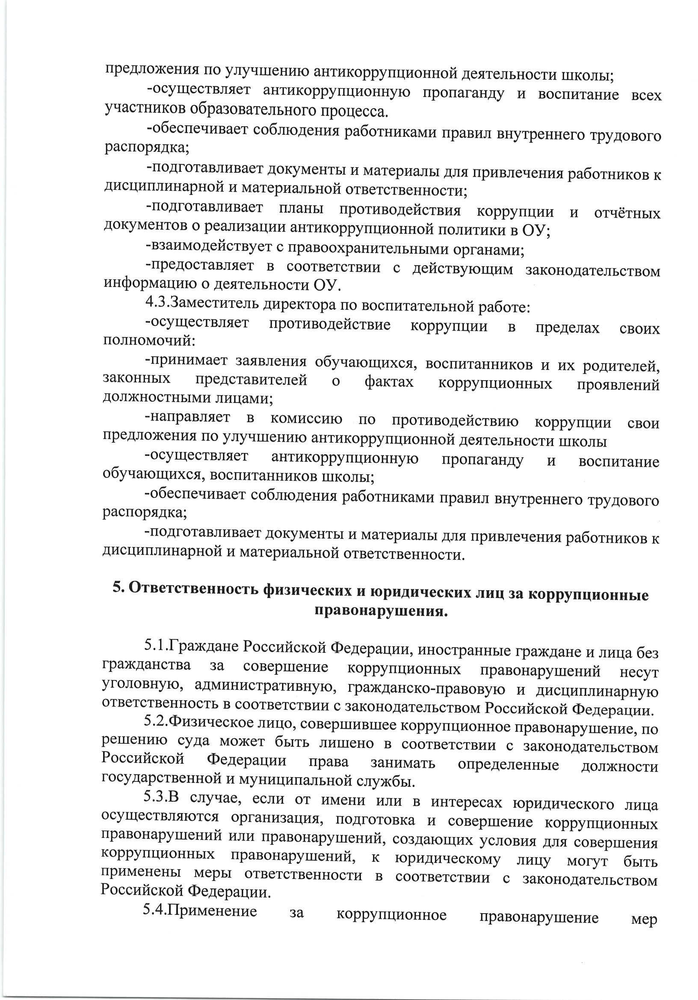 предложения по улучшению антикоррупционной деятельности школы;
-осуществляет антикоррупционную пропаганду и воспитание всех
участников образовательного процесса.
-обеспечивает соблюдения работниками правил внутреннего трудового
распорядка;
-подготавливает документы и материалы для привлечения работников к
дисциплинарной и материальной ответственности;
-подготавливает планы противодействия коррупции и отчётных
документов о реализации антикоррупционной политики в ОУ;
-взаимодействует с правоохранительными органами;
-предоставляет в соответствии с действующим законодательством
информацию о деятельности ОУ.
4.3.Заместитель директора по воспитательной работе:
-осуществляет противодействие коррупции в пределах своих
полномочий:
-принимает заявления обучающихся, воспитанников и их родителей,
законных представителей о фактах коррупционных проявлений
должностными лицами;
-направляет в комиссию по противодействию коррупции свои
предложения по улучшению антикоррупционной деятельности школы
-осуществляет антикоррупционную пропаганду и воспитание
обучающихся, воспитанников школы;
-обеспечивает соблюдения работниками правил внутреннего трудового
распорядка;
-подготавливает документы и материалы для привлечения работников к
дисциплинарной и материальной ответственности.
5. Ответственность физических и юридических лиц за коррупционные
правонарушения.
5.1.Граждане Российской Федерации, иностранные граждане и лица без
гражданства за совершение коррупционных правонарушений несут
уголовную, административную, гражданско-правовую и дисциплинарную
ответственность в соответствии с законодательством Российской Федерации.
5.2.Физическое лицо, совершившее коррупционное правонарушение, по
решению суда может быть лишено в соответствии с законодательством
Российской Федерации права занимать определенные должности
государственной и муниципальной службы.
5.3.В случае, если от имени или в интересах юридического лица
осуществляются организация, подготовка и совершение коррупционных
правонарушений или правонарушений, создающих условия для совершения
коррупционных правонарушений, к юридическому лицу могут быть
применены меры ответственности в соответствии с законодательством
Российской Федерации.
5.4.Применение за коррупционное правонарушение мер